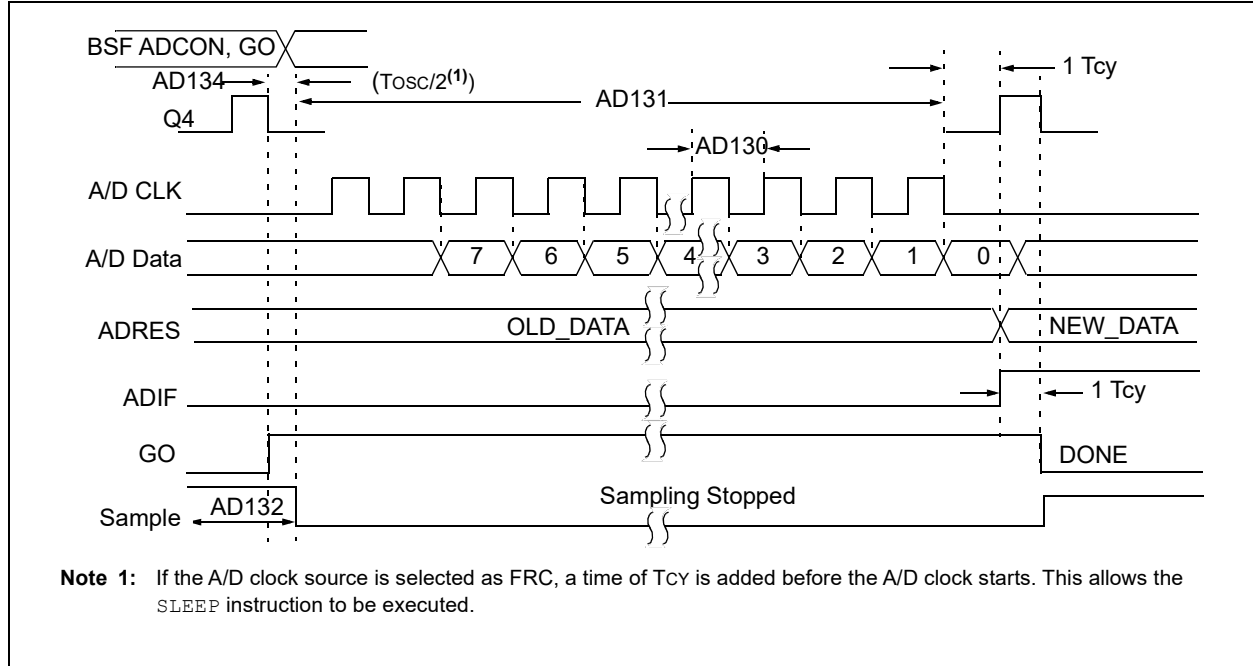 BSF ADCON, GO
AD134
(TOSC/2(1))
AD131
1 TCY
Q4
AD130
A/D CLK
A/D Data
7 6 5 4 3 2 1 0
ADRES
OLD_DATA
NEW_DATA
ADIF
1 TCY
GO
DONE
Sample
AD132
Sampling Stopped
Note 1: If the A/D clock source is selected as FRC, a time of TCY is added before the A/D clock starts. This allows the
SLEEP instruction to be executed.